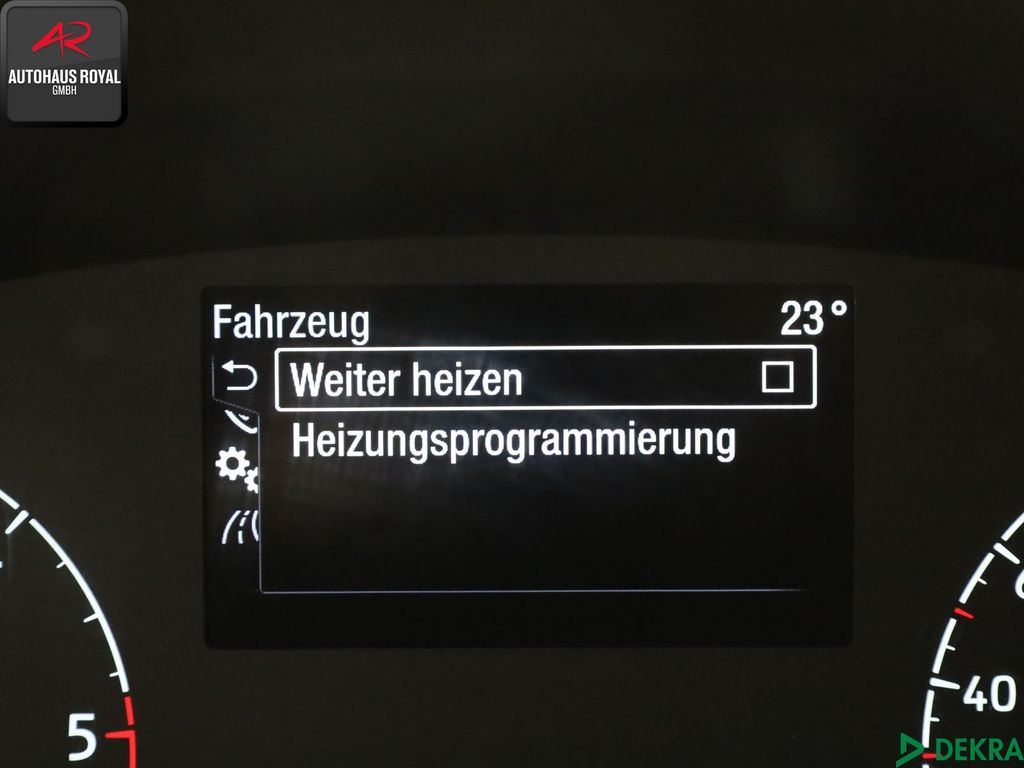 AR
AUTOHAUS ROYAL
GMBH
Fahrzeug
23°
Weiter heizen
Heizungsprogrammierung
5
40
DEKRA